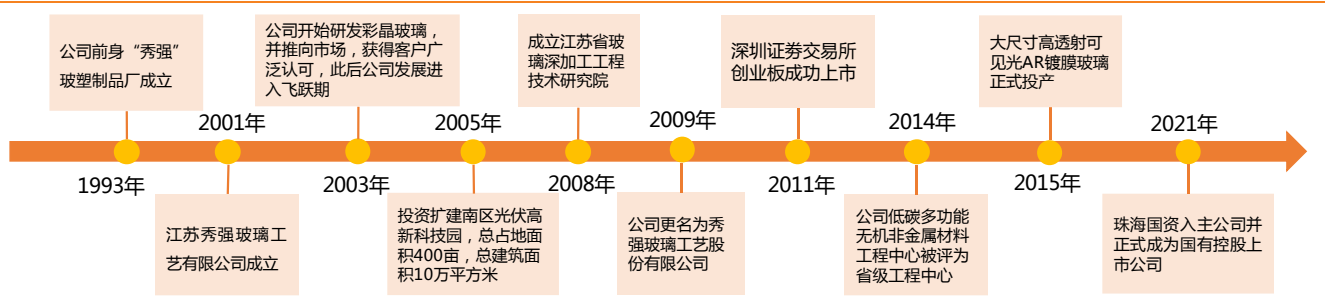 公司前身“秀强”
玻塑制品厂成立
公司开始研发彩晶玻璃，
并推向市场，获得客户广
泛认可，此后公司发展进
入飞跃期
成立江苏省玻
璃深加工工程
技术研究院
深圳证券交易所
创业板成功上市
大尺寸高透射可
见光AR镀膜玻璃
正式投产
2001年
2005年
2009年
2014年
2021年
1993年
2003年
2008年
2011年
2015年
江苏秀强玻璃工
艺有限公司成立
投资扩建南区光伏高
新科技园，总占地面
积400亩，总建筑面
积10万平方米
公司更名为秀
强玻璃工艺股
份有限公司
公司低碳多功能
无机非金属材料
工程中心被评为
省级工程中心
珠海国资入主公司并
正式成为国有控股上
市公司